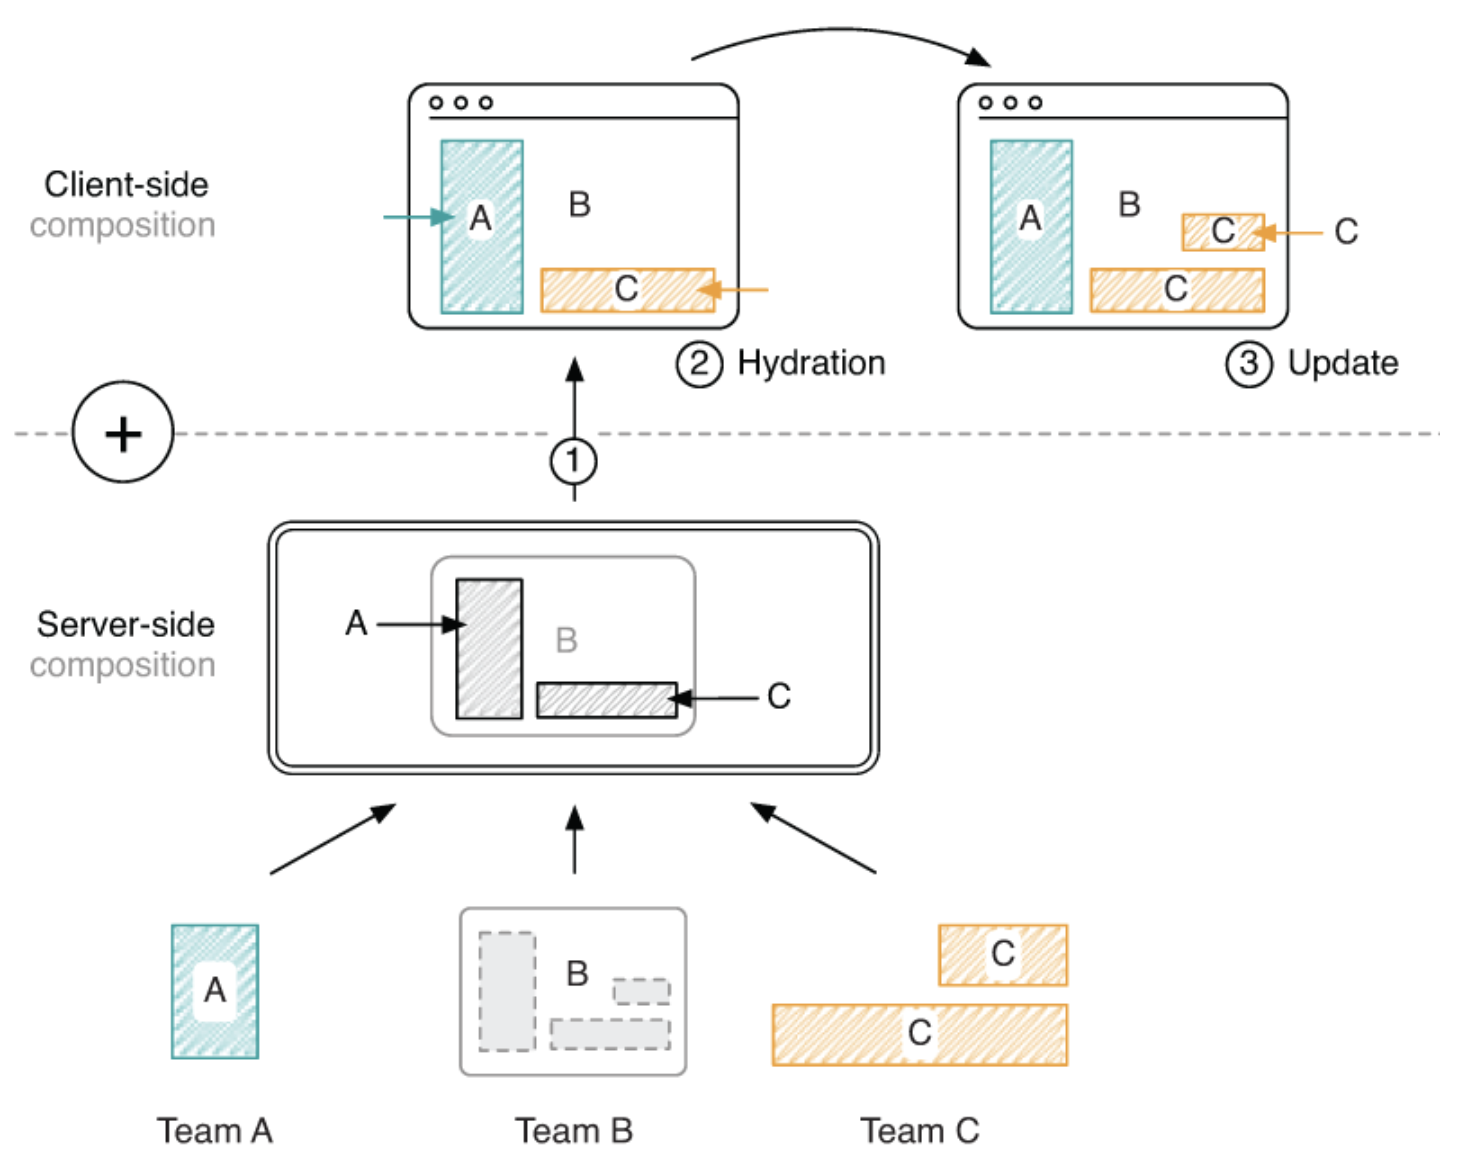 Client-side
composition
A
B
C
A
B
C
C
C
2 Hydration
3 Update
+
1
Server-side
composition
A
B
C
A
B
C
C
Team A
Team B
Team C